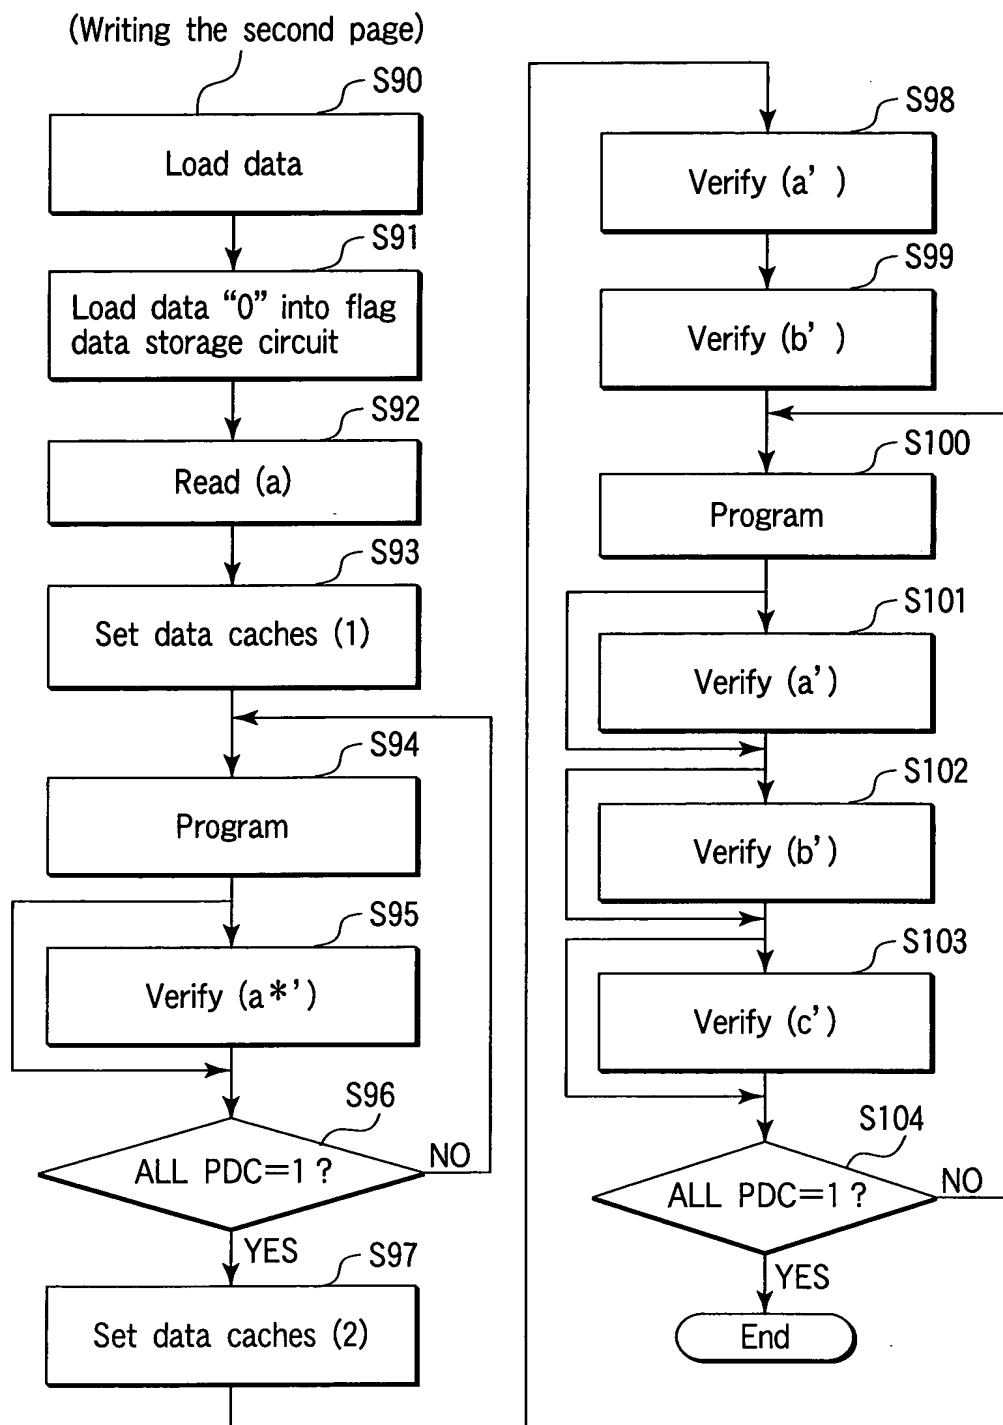 (Writing the second page)
S90
Load data
S91
Load data “0” into flag
data storage circuit
S92
Read (a)
S93
Set data caches (1)
S94
Program
S95
Verify (a*’)
S96
ALL PDC=1 ?
NO
YES
S97
Set data caches (2)
S98
Verify (a’ )
S99
Verify (b’ )
S100
Program
S101
Verify (a’)
S102
Verify (b’)
S103
Verify (c’)
S104
ALL PDC=1 ?
NO
YES
End